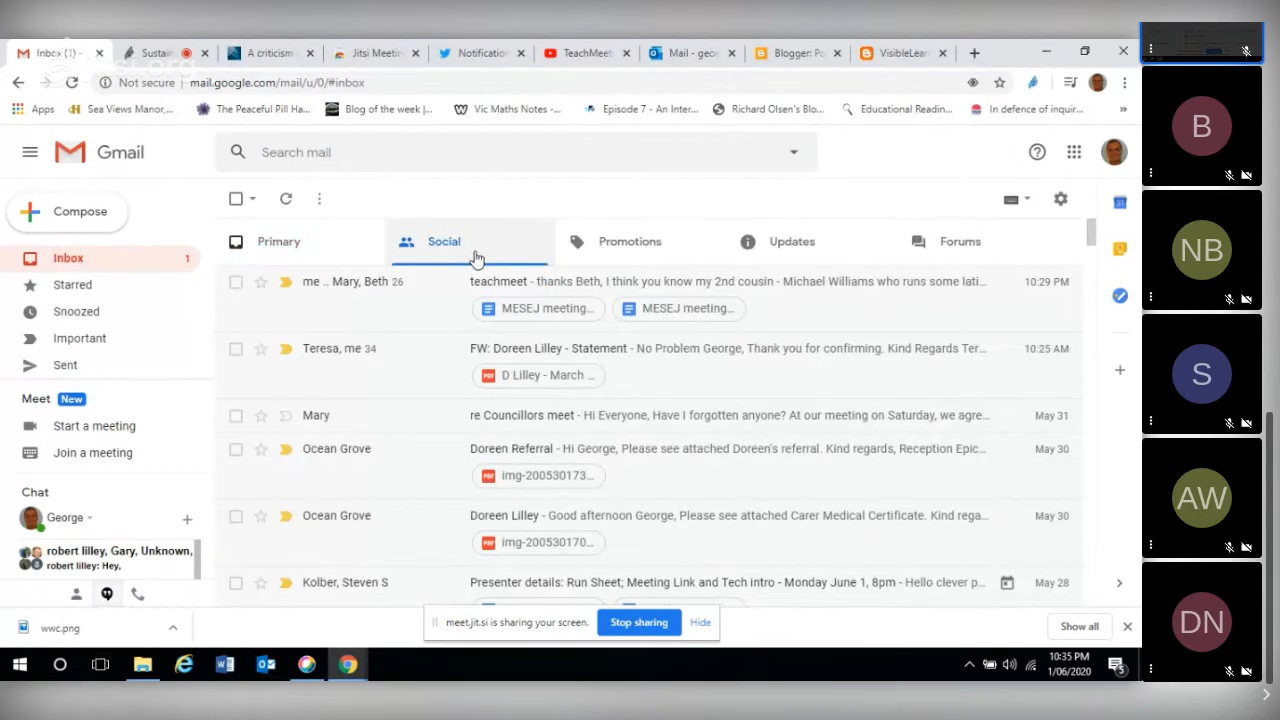 Inbox (1) -
Sustain
A criticism
Jitsi Meetin
Notification
TeachMeet
Mail - geor
Blogger: Po
VisibleLear
Not secure | mail.google.com/mail/u/0/#inbox
Apps
Sea Views Manor,...
The Peaceful Pill Ha...
Blog of the week |...
Vic Maths Notes -...
Episode 7 - An Inter...
Richard Olsen's Blo...
Educational Readin...
In defence of inquir...
»
Gmail
Search mail
Compose
Primary
Social
Promotions
Updates
Forums
Inbox 1
Starred
Snoozed
Important
Sent
Meet New
Start a meeting
Join a meeting
Chat
George
robert lilley, Gary, Unknown,
robert lilley: Hey,
me .. Mary, Beth 26 teachmeet - thanks Beth, I think you know my 2nd cousin - Michael Williams who runs some lati... 10:29 PM
MESEJ meeting... MESEJ meeting...
Teresa, me 34 FW: Doreen Lilley - Statement - No Problem George, Thank you for confirming. Kind Regards Ter... 10:25 AM
PDF D Lilley - March ...
Mary re Councillors meet - Hi Everyone, Have I forgotten anyone? At our meeting on Saturday, we agre... May 31
Ocean Grove Doreen Referral - Hi George, Please see attached Doreen's referral. Kind regards, Reception Epic... May 30
PDF img-200530173...
Ocean Grove Doreen Lilley - Good afternoon George, Please see attached Carer Medical Certificate. Kind rega... May 30
PDF img-200530170...
Kolber, Steven S Presenter details: Run Sheet; Meeting Link and Tech intro - Monday June 1, 8pm - Hello clever p... May 28
meet.jit.si is sharing your screen. Stop sharing Hide
wwc.png
Show all
10:35 PM
1/06/2020
5
B
NB
S
AW
DN